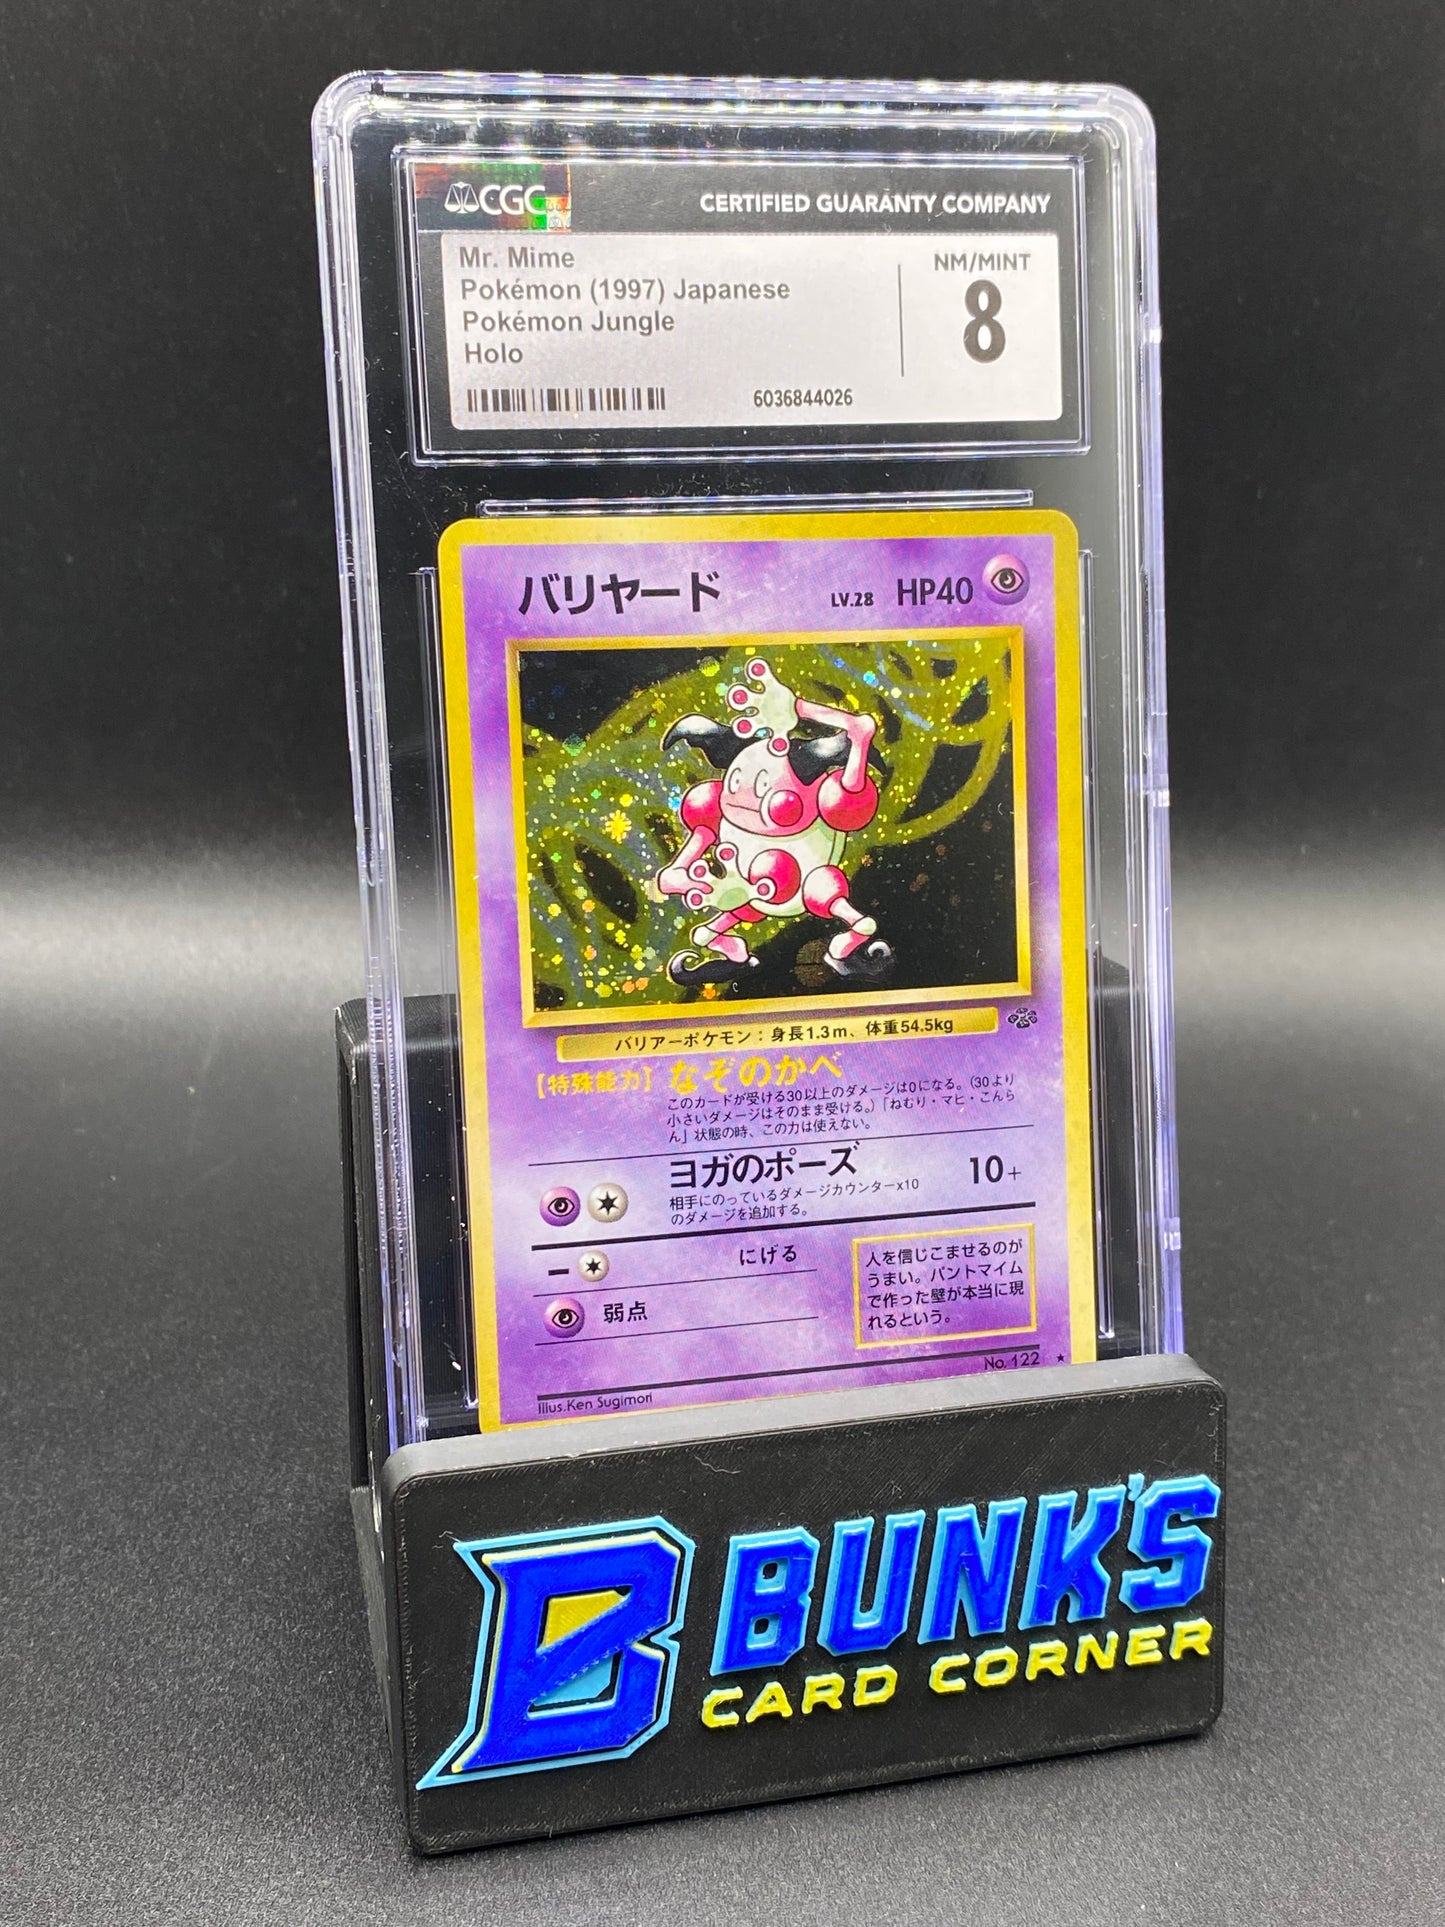 CGC
CERTIFIED GUARANTY COMPANY
Mr. Mime
Pokémon (1997) Japanese
Pokémon Jungle
Holo
NM/MINT
8
6036844026
バリヤード
LV.28 HP40
バリアーポケモン：身長1.3m、体重54.5kg
【特殊能力】なぞのかべ
このカードが受ける30以上のダメージは0になる。（30より
小さいダメージはそのまま受ける。）「ねむり・マヒ・こんら
ん」状態の時、この力は使えない。
ヨガのポーズ 10+
相手にのっているダメージカウンターx10
のダメージを追加する。
にげる
弱点
人を信じこませるのが
うまい。パントマイム
で作った壁が本当に現
れるという。
No. 122 ★
Illus.Ken Sugimori
B
BUNK'S
CARD CORNER